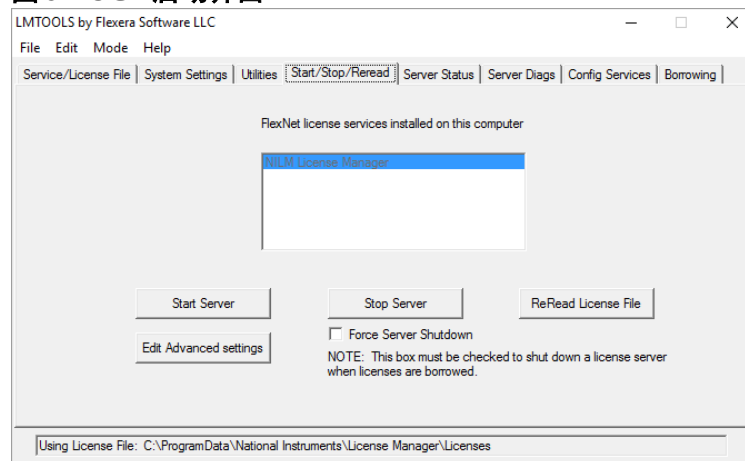 LMTOOLS by Flexera Software LLC
File Edit Mode Help
Service/License File System Settings Utilities Start/Stop/Reread Server Status Server Diags Config Services Borrowing
FlexNet license services installed on this computer
NILM License Manager
Start Server Stop Server ReRead License File
Edit Advanced settings
Force Server Shutdown
NOTE: This box must be checked to shut down a license server
when licenses are borrowed.
Using License File: C:\ProgramData\National Instruments\License Manager\Licenses